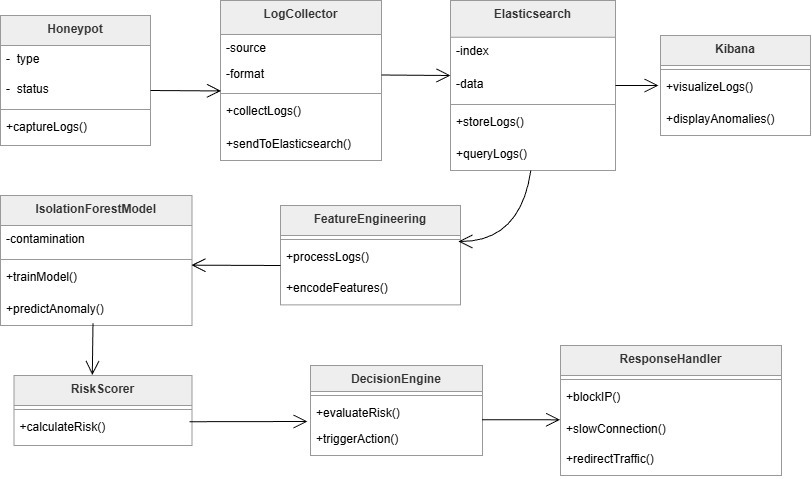 Honeypot
- type
- status
+captureLogs()
LogCollector
-source
-format
+collectLogs()
+sendToElasticsearch()
Elasticsearch
-index
-data
+storeLogs()
+queryLogs()
Kibana
+visualizeLogs()
+displayAnomalies()
IsolationForestModel
-contamination
+trainModel()
+predictAnomaly()
FeatureEngineering
+processLogs()
+encodeFeatures()
RiskScorer
+calculateRisk()
DecisionEngine
+evaluateRisk()
+triggerAction()
ResponseHandler
+blockIP()
+slowConnection()
+redirectTraffic()